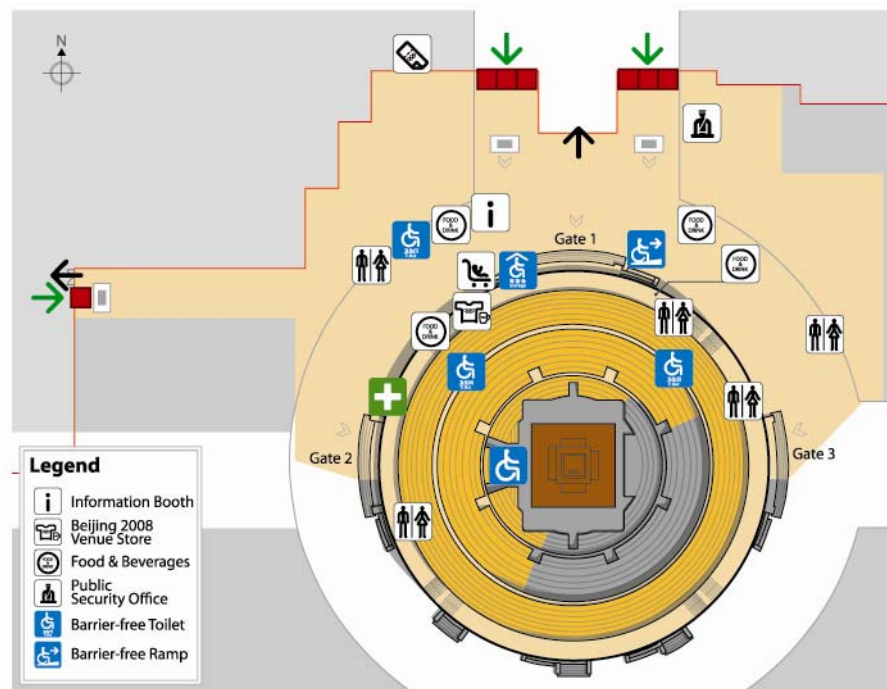 N
i
FOOD
& DRINK
FOOD
& DRINK
Gate 1
FOOD
& DRINK
FOOD
& DRINK
Gate 2
Gate 3
Legend
i
Information Booth
Beijing 2008
Venue Store
Food & Beverages
Public
Security Office
Barrier-free Toilet
Barrier-free Ramp